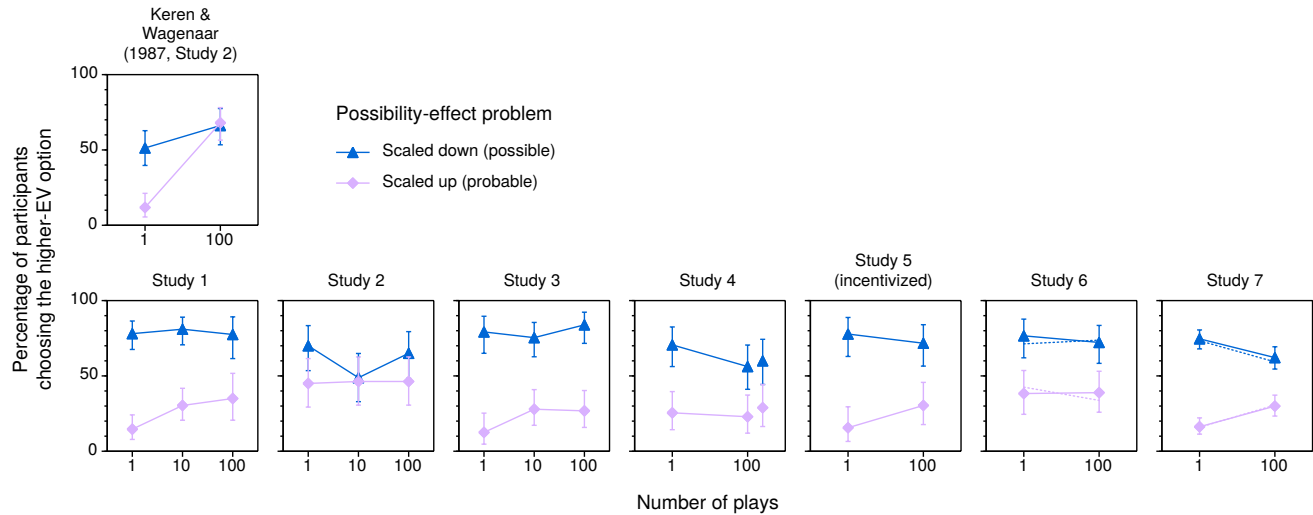 Keren &
Wagenaar
(1987, Study 2)
100
50
0
1
100
Possibility-effect problem
Scaled down (possible)
Scaled up (probable)
Percentage of participants
choosing the higher-EV option
Study 1
Study 2
Study 3
Study 4
Study 5
(incentivized)
Study 6
Study 7
100
50
0
1 10 100
1 10 100
1 10 100
1 100
1 100
1 100
1 100
Number of plays